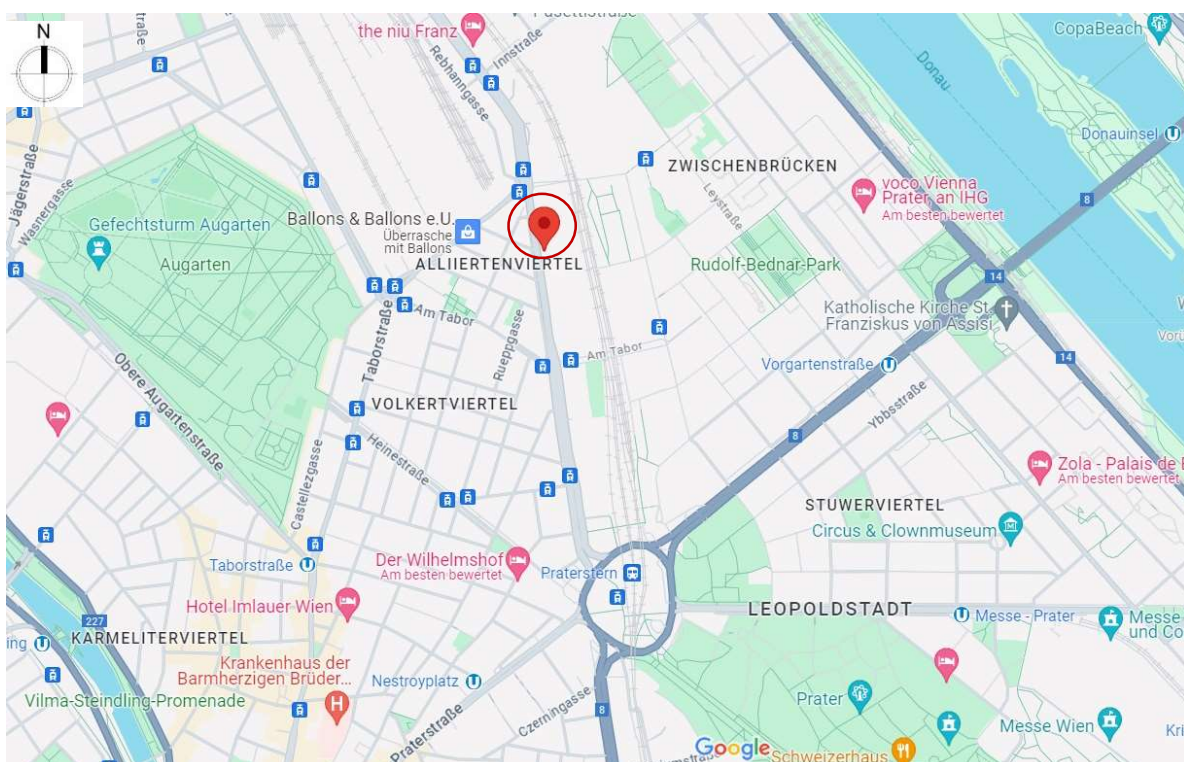 N
the niu Franz
Innstraße
Rebhanngasse
CopaBeach
Donau
Donauinsel
Jägerstraße
Wasnergasse
ZWISCHENBRÜCKEN
Leystraße
voco Vienna
Prater, an IHG
Am besten bewertet
8
Gefechtsturm Augarten
Augarten
Ballons & Ballons e.U.
Überrasche
mit Ballons
ALLIIERTENVIERTEL
Rudolf-Bednar-Park
14
Katholische Kirche St.
Franziskus von Assisi
Am Tabor
Taborstraße
Rueppgasse
Am Tabor
Vorgartenstraße
14
Obere Augartenstraße
VOLKERTVIERTEL
Ybbsstraße
8
Heinestraße
Castellezgasse
Zola - Palais de
Am besten bewertet
STUWERVIERTEL
Circus & Clownmuseum
Taborstraße
Der Wilhelmshof
Am besten bewertet
Praterstern
Hotel Imlauer Wien
LEOPOLDSTADT
Messe - Prater
Messe
und Co
227
KARMELITERVIERTEL
Krankenhaus der
Barmherzigen Brüder...
Nestroyplatz
Vilma-Steindling-Promenade
H
Praterstraße
Czerningasse
8
Prater
Messe Wien
Google
Schweizerhaus